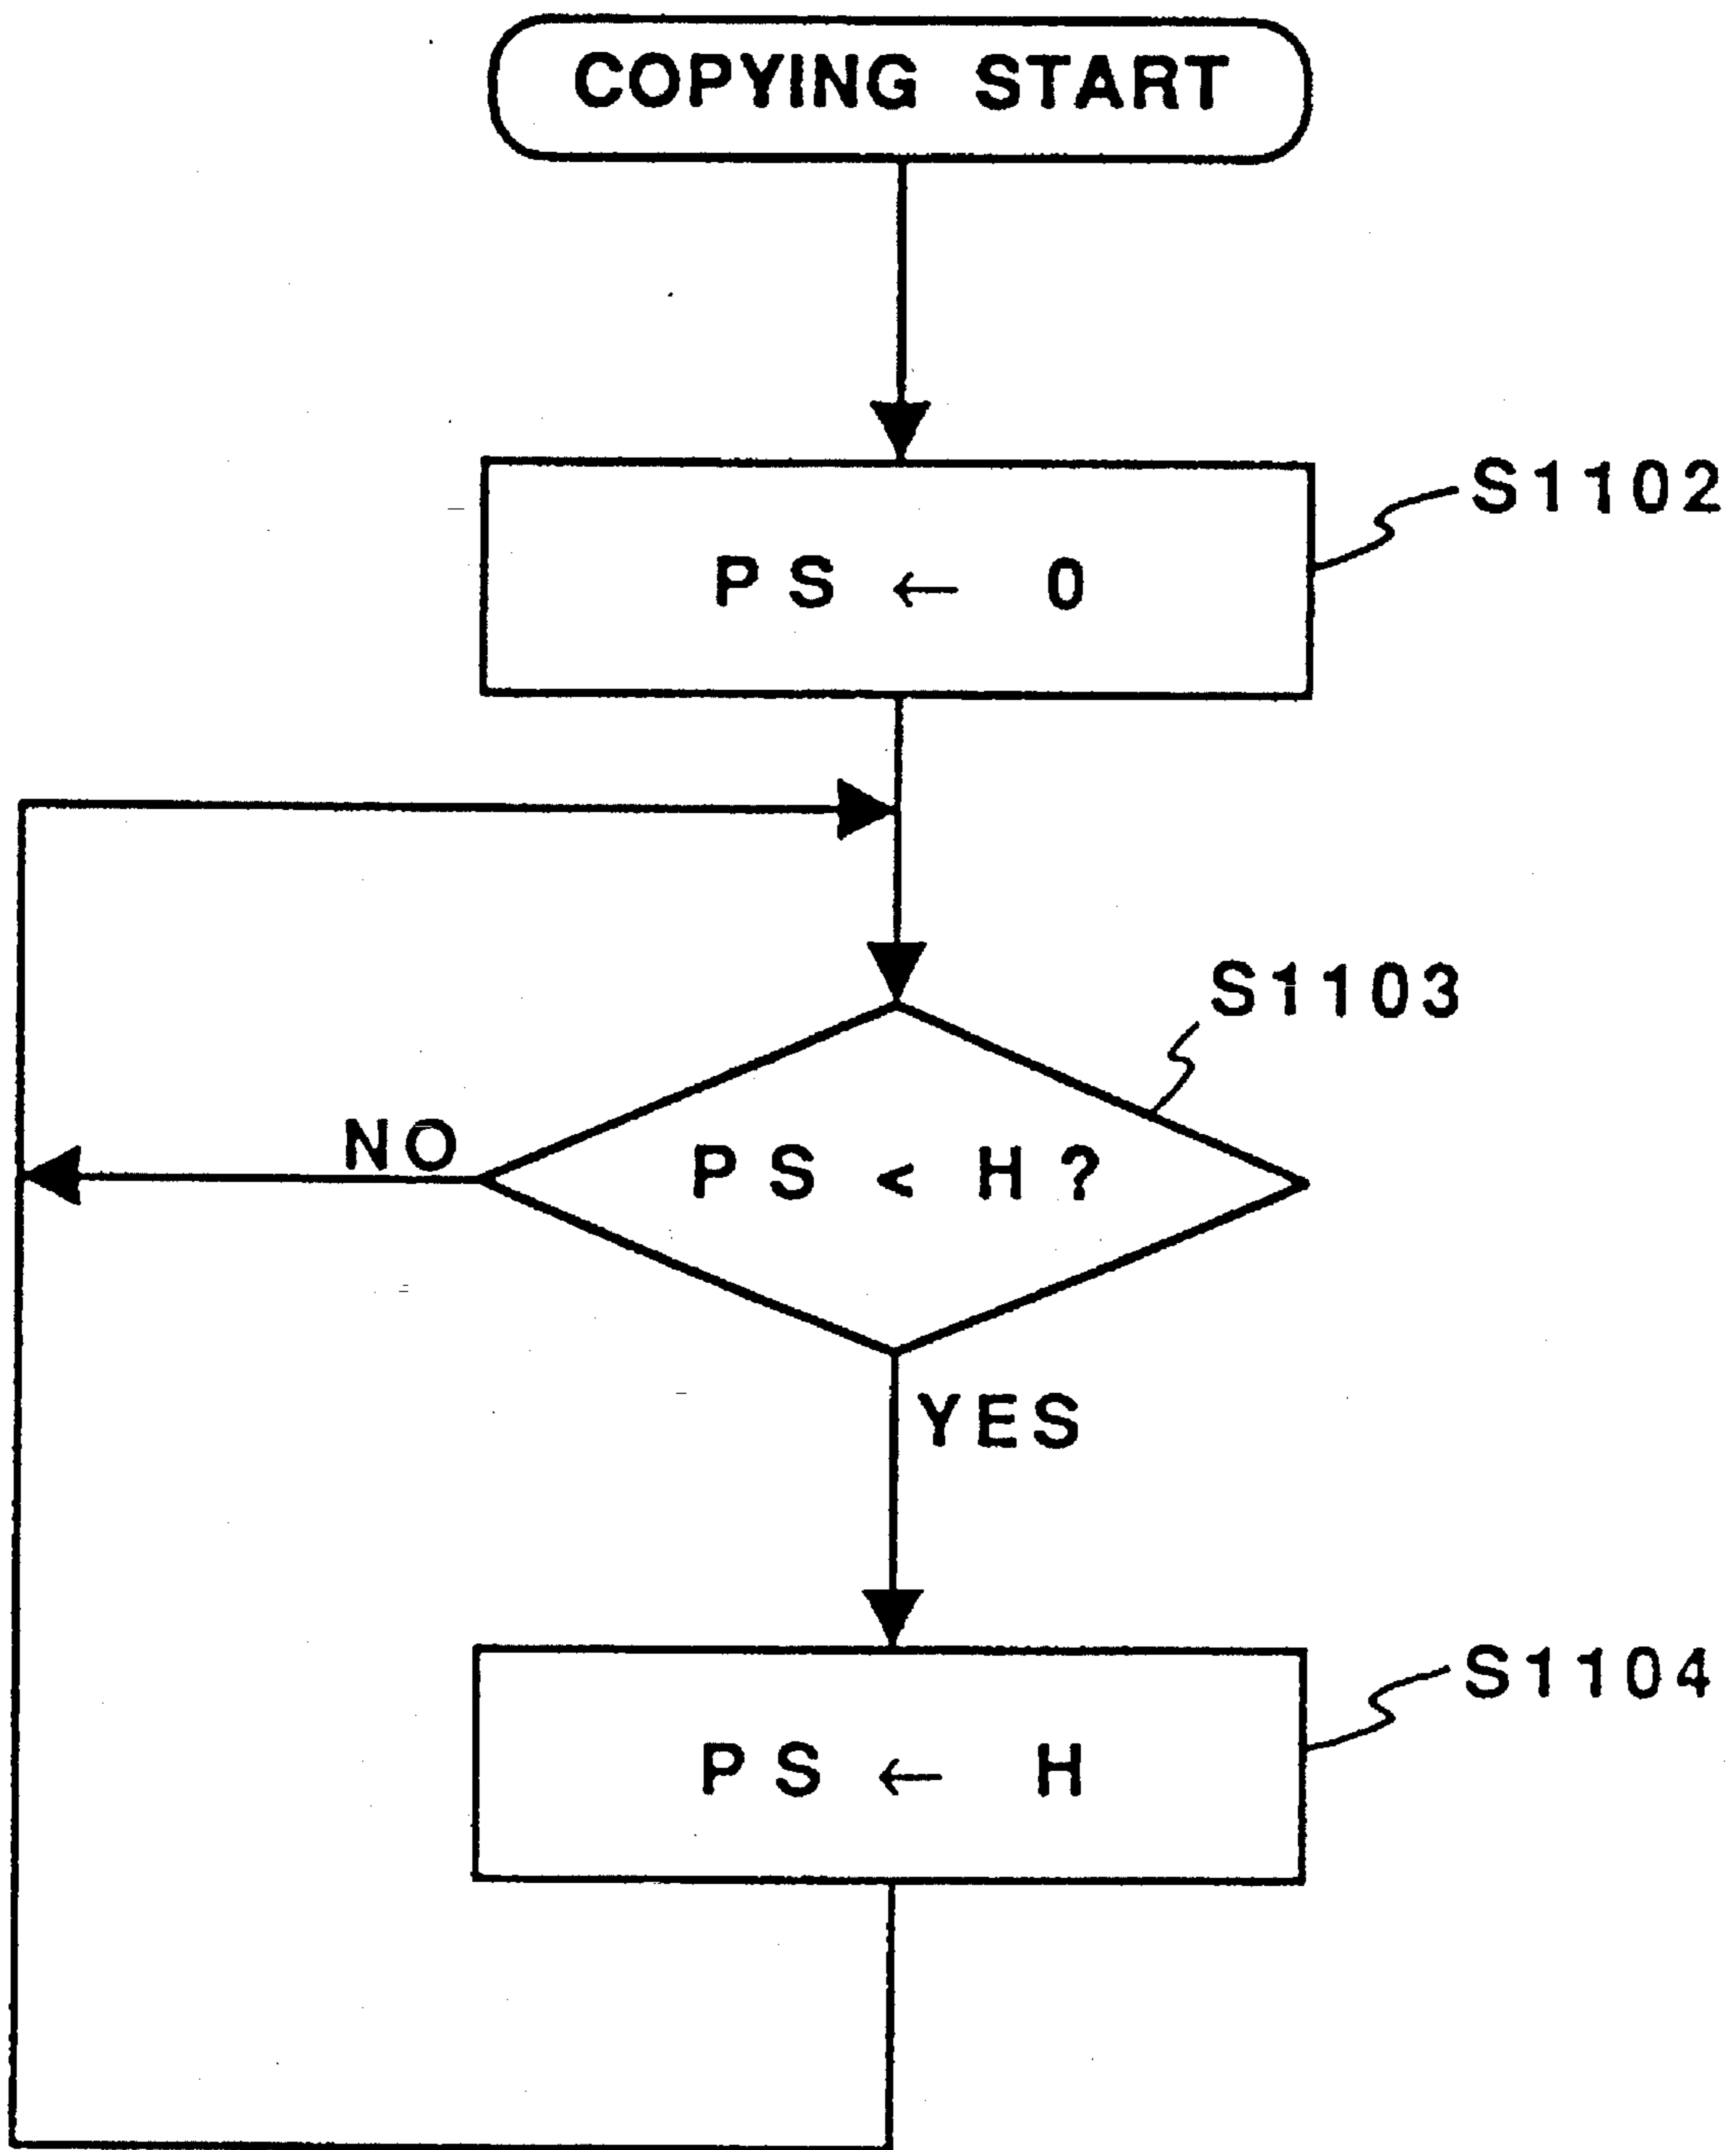 COPYING START
S1102
PS ← 0
S1103
NO
PS < H?
YES
S1104
PS ← H